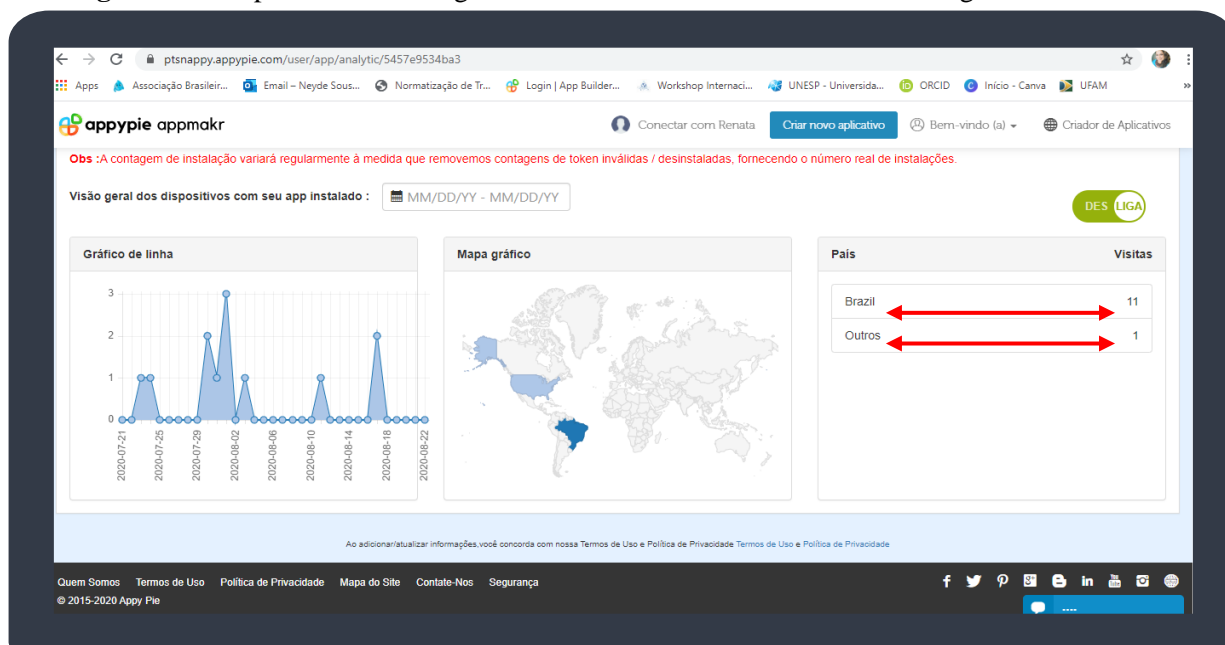 ptsnappy.appypie.com/user/app/analytic/5457e9534ba3
Apps Associação Brasileir... Email – Neyde Sous... Normatização de Tr... Login | App Builder... Workshop Internaci... UNESP - Universida... ORCID Início - Canva UFAM »
appypie appmakr Conectar com Renata Criar novo aplicativo Bem-vindo (a) Criador de Aplicativos
Obs :A contagem de instalação variará regularmente à medida que removemos contagens de token inválidas / desinstaladas, fornecendo o número real de instalações.
Visão geral dos dispositivos com seu app instalado : MM/DD/YY - MM/DD/YY
DES LIGA
Gráfico de linha
3
2
1
0
2020-07-21
2020-07-25
2020-07-29
2020-08-02
2020-08-06
2020-08-10
2020-08-14
2020-08-18
2020-08-22
Mapa gráfico
País Visitas
Brazil 11
Outros 1
Ao adicionar/atualizar informações,você concorda com nossa Termos de Uso e Política de Privacidade Termos de Uso e Política de Privacidade
Quem Somos Termos de Uso Política de Privacidade Mapa do Site Contate-Nos Segurança
© 2015-2020 Appy Pie
----